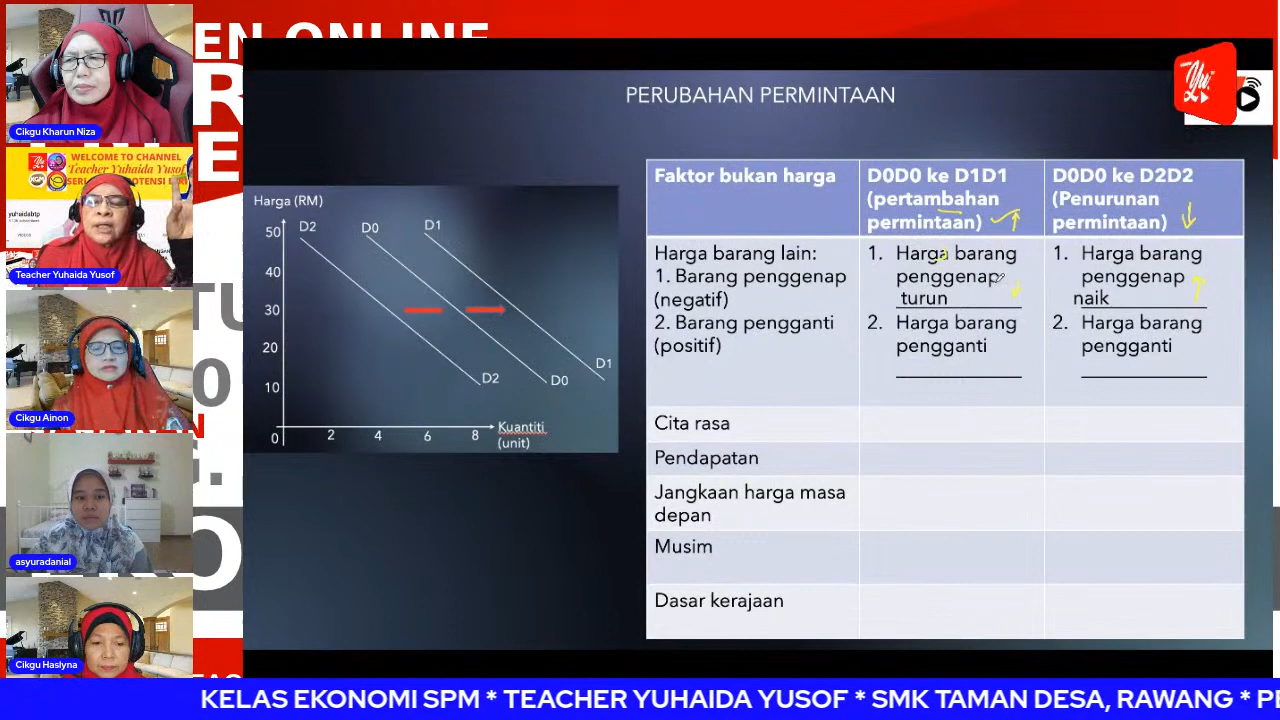 EN ONLINE
R
E
Cikgu Kharun Niza
WELCOME TO CHANNEL
Teacher Yuhaida Yusof
yuhaidabtp
Teacher Yuhaida Yusof
Cikgu Ainon
asyuradanial
Cikgu Haslyna
PERUBAHAN PERMINTAAN
Harga (RM)
50
40
30
20
10
0
2
4
6
8
Kuantiti
(unit)
D2
D0
D1
D2
D0
D1
Faktor bukan harga
D0D0 ke D1D1
(pertambahan
permintaan)
D0D0 ke D2D2
(Penurunan
permintaan)
Harga barang lain:
1. Barang penggenap
(negatif)
2. Barang pengganti
(positif)
1. Harga barang
penggenap
turun
2. Harga barang
pengganti
1. Harga barang
penggenap
naik
2. Harga barang
pengganti
Cita rasa
Pendapatan
Jangkaan harga masa
depan
Musim
Dasar kerajaan
KELAS EKONOMI SPM * TEACHER YUHAIDA YUSOF * SMK TAMAN DESA, RAWANG *